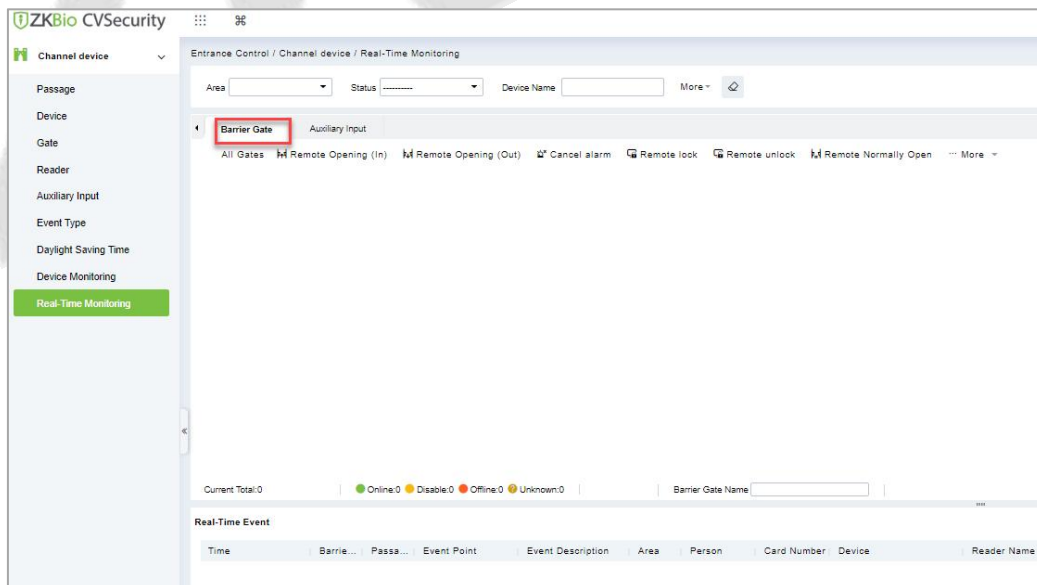 ZKBio CVSecurity
Channel device
Entrance Control / Channel device / Real-Time Monitoring
Passage
Device
Gate
Reader
Auxiliary Input
Event Type
Daylight Saving Time
Device Monitoring
Real-Time Monitoring
Area Status ---------- Device Name More
Barrier Gate Auxiliary Input
All Gates Remote Opening (In) Remote Opening (Out) Cancel alarm Remote lock Remote unlock Remote Normally Open ··· More
Current Total:0 Online:0 Disable:0 Offline:0 Unknown:0 Barrier Gate Name
Real-Time Event
Time Barrie... Passa... Event Point Event Description Area Person Card Number Device Reader Name